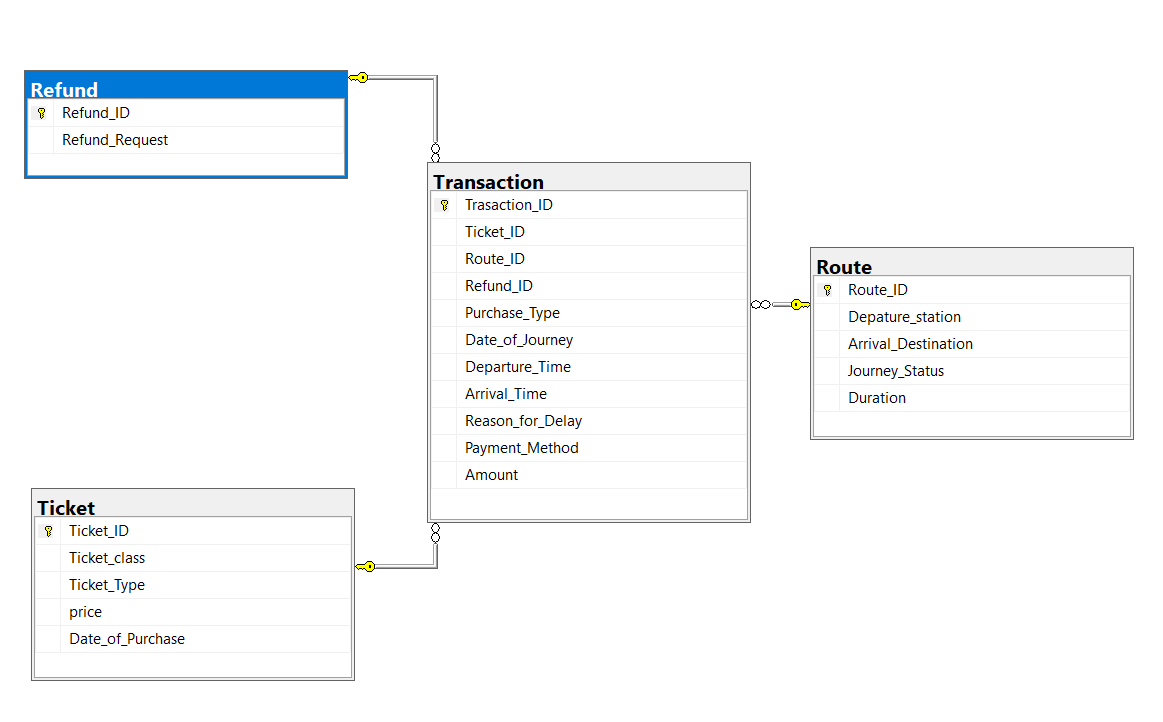 Refund
Refund_ID
Refund_Request
Transaction
Trasaction_ID
Ticket_ID
Route_ID
Refund_ID
Purchase_Type
Date_of_Journey
Departure_Time
Arrival_Time
Reason_for_Delay
Payment_Method
Amount
Route
Route_ID
Depature_station
Arrival_Destination
Journey_Status
Duration
Ticket
Ticket_ID
Ticket_class
Ticket_Type
price
Date_of_Purchase